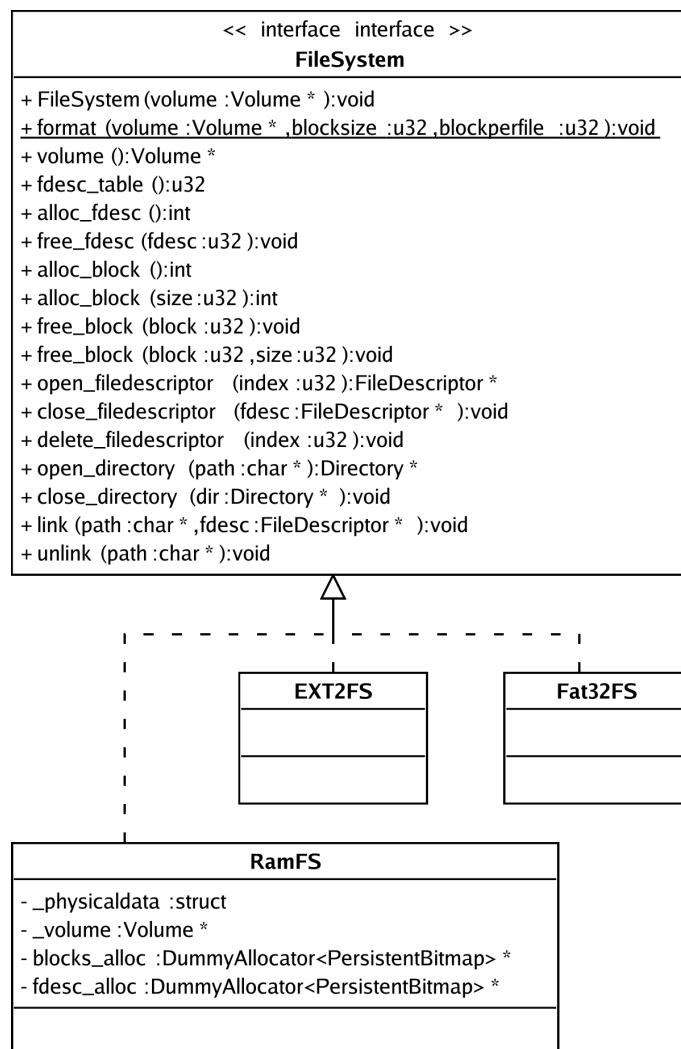 << interface interface >>
FileSystem
+ FileSystem (volume :Volume * ):void
+ format (volume :Volume * ,blocksize :u32 ,blockperfile :u32 ):void
+ volume ():Volume *
+ fdesc_table ():u32
+ alloc_fdesc ():int
+ free_fdesc (fdesc :u32 ):void
+ alloc_block ():int
+ alloc_block (size :u32 ):int
+ free_block (block :u32 ):void
+ free_block (block :u32 ,size :u32 ):void
+ open_filedescriptor (index :u32 ):FileDescriptor *
+ close_filedescriptor (fdesc :FileDescriptor * ):void
+ delete_filedescriptor (index :u32 ):void
+ open_directory (path :char * ):Directory *
+ close_directory (dir :Directory * ):void
+ link (path :char * ,fdesc :FileDescriptor * ):void
+ unlink (path :char * ):void
EXT2FS
Fat32FS
RamFS
- _physicaldata :struct
- _volume :Volume *
- blocks_alloc :DummyAllocator<PersistentBitmap> *
- fdesc_alloc :DummyAllocator<PersistentBitmap> *